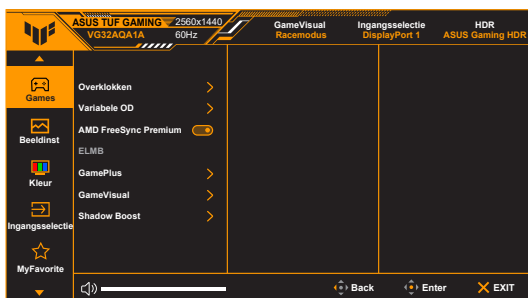 ASUS TUF GAMING 2560x1440
VG32AQA1A 60Hz
GameVisual
Racemodus
Ingangsselectie
DisplayPort 1
HDR
ASUS Gaming HDR
Games
Beeldinst
Kleur
Ingangsselectie
MyFavorite
Overklokken
Variabele OD
AMD FreeSync Premium
ELMB
GamePlus
GameVisual
Shadow Boost
Back
Enter
EXIT